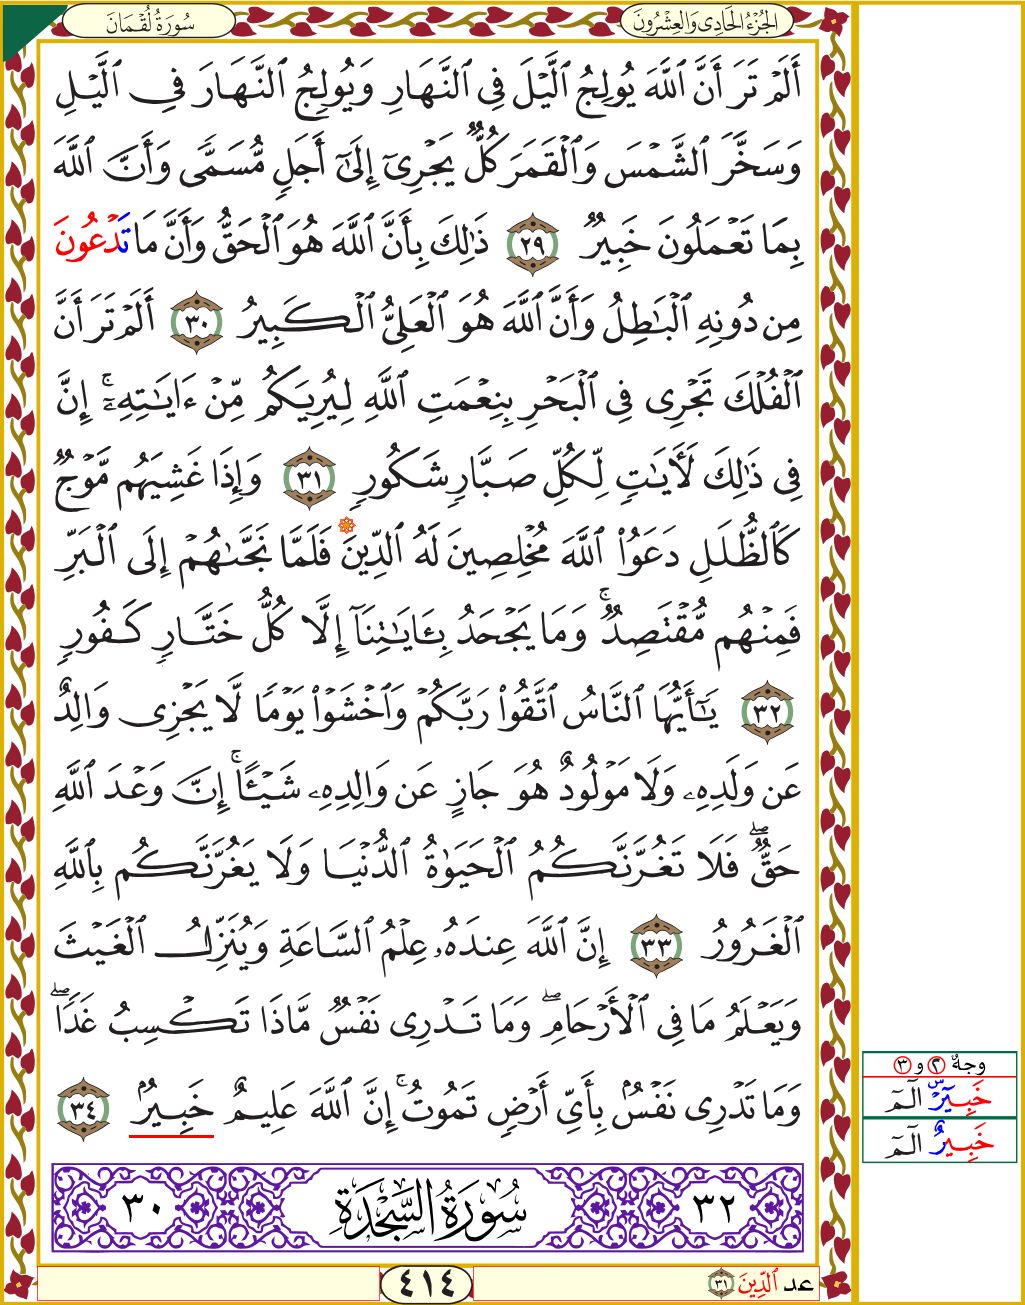 الجُزْءُ الحَادِى وَالعِشْرُونَ
سُورَةُ لُقْمَانَ
أَلَمْ تَرَ أَنَّ ٱللَّهَ يُولِجُ ٱلَّيْلَ فِى ٱلنَّهَارِ وَيُولِجُ ٱلنَّهَارَ فِى ٱلَّيْلِ
وَسَخَّرَ ٱلشَّمْسَ وَٱلْقَمَرَ كُلٌّ يَجْرِىٓ إِلَىٰٓ أَجَلٍ مُّسَمًّى وَأَنَّ ٱللَّهَ
بِمَا تَعْمَلُونَ خَبِيرٌ ٢٩ ذَٰلِكَ بِأَنَّ ٱللَّهَ هُوَ ٱلْحَقُّ وَأَنَّ مَا تَدْعُونَ
مِن دُونِهِ ٱلْبَـٰطِلُ وَأَنَّ ٱللَّهَ هُوَ ٱلْعَلِىُّ ٱلْكَبِيرُ ٣٠ أَلَمْ تَرَ أَنَّ
ٱلْفُلْكَ تَجْرِى فِى ٱلْبَحْرِ بِنِعْمَتِ ٱللَّهِ لِيُرِيَكُم مِّنْ ءَايَـٰتِهِۦٓ ۚ إِنَّ
فِى ذَٰلِكَ لَـَٔايَـٰتٍ لِّكُلِّ صَبَّارٍ شَكُورٍ ٣١ وَإِذَا غَشِيَهُم مَّوْجٌ
كَٱلظُّلَلِ دَعَوُا۟ ٱللَّهَ مُخْلِصِينَ لَهُ ٱلدِّينَ فَلَمَّا نَجَّىٰهُمْ إِلَى ٱلْبَرِّ
فَمِنْهُم مُّقْتَصِدٌ ۚ وَمَا يَجْحَدُ بِـَٔايَـٰتِنَآ إِلَّا كُلُّ خَتَّارٍ كَفُورٍ
٣٢ يَـٰٓأَيُّهَا ٱلنَّاسُ ٱتَّقُوا۟ رَبَّكُمْ وَٱخْشَوْا۟ يَوْمًا لَّا يَجْزِى وَالِدٌ
عَن وَلَدِهِۦ وَلَا مَوْلُودٌ هُوَ جَازٍ عَن وَالِدِهِۦ شَيْـًٔا ۚ إِنَّ وَعْدَ ٱللَّهِ
حَقٌّ ۖ فَلَا تَغُرَّنَّكُمُ ٱلْحَيَوٰةُ ٱلدُّنْيَا وَلَا يَغُرَّنَّكُم بِٱللَّهِ
ٱلْغَرُورُ ٣٣ إِنَّ ٱللَّهَ عِندَهُۥ عِلْمُ ٱلسَّاعَةِ وَيُنَزِّلُ ٱلْغَيْثَ
وَيَعْلَمُ مَا فِى ٱلْأَرْحَامِ ۖ وَمَا تَدْرِى نَفْسٌ مَّاذَا تَكْسِبُ غَدًا ۖ
وَمَا تَدْرِى نَفْسٌۢ بِأَىِّ أَرْضٍ تَمُوتُ ۚ إِنَّ ٱللَّهَ عَلِيمٌ خَبِيرٌۢ ٣٤
وجهٌ ٢ و ٣
خَبِيرٌ الٓمٓ
خَبِيرٌ الٓمٓ
٣٢ سُورَةُ السَّجْدَةِ ٣٠
عد ٱلدِّينَ ٣١
٤١٤